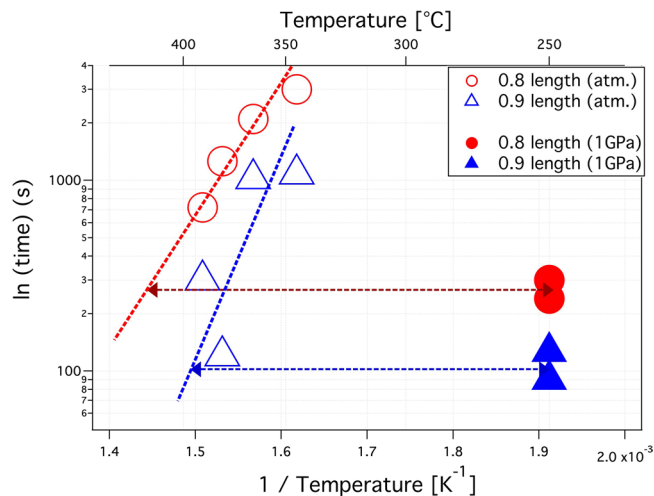 Temperature [°C]
400 350 300 250
4
3
2
1000
9
8
7
6
5
4
3
2
100
9
8
7
6
ln (time) (s)
0.8 length (atm.)
0.9 length (atm.)
0.8 length (1GPa)
0.9 length (1GPa)
1.4 1.5 1.6 1.7 1.8 1.9 2.0 ×10⁻³
1 / Temperature [K⁻¹]